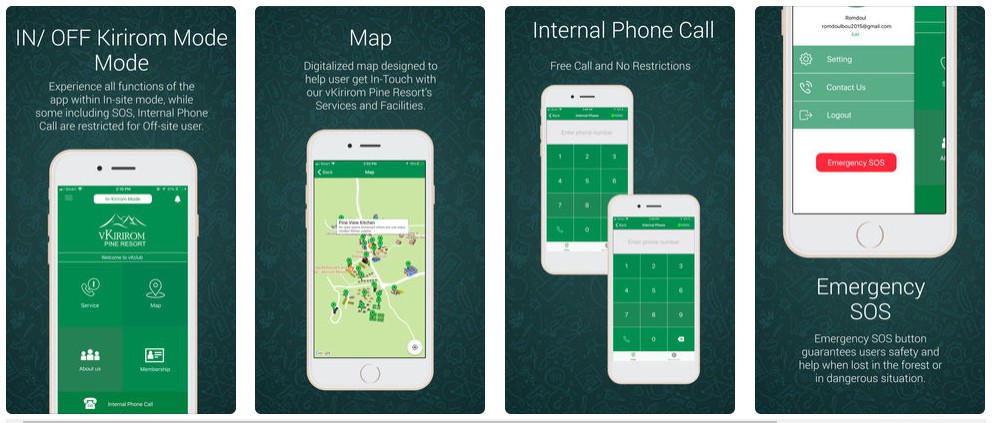 IN/ OFF Kirirom Mode
Mode
Experience all functions of the
app within In-site mode, while
some including SOS, Internal Phone
Call are restricted for Off-site user.
In-Kirirom Mode
vKIRIROM
PINE RESORT
Welcome to vKclub
Service
Map
About us
Membership
Internal Phone Call
Map
Digitalized map designed to
help user get In-Touch with
our vKirirom Pine Resort's
Services and Facilities.
Back
Map
Pine View Kitchen
Internal Phone Call
Free Call and No Restrictions
Back
Internal Phone
Enter phone number
1 2 3
4 5 6
7 8
0
Back
Internal Phone
Enter phone number
1 2 3
4 5 6
7 8 9
0
Romdoul
romdoulbou2015@gmail.com
Edit
Setting
Contact Us
Logout
Emergency SOS
Emergency
SOS
Emergency SOS button
guarantees users safety and
help when lost in the forest or
in dangerous situation.